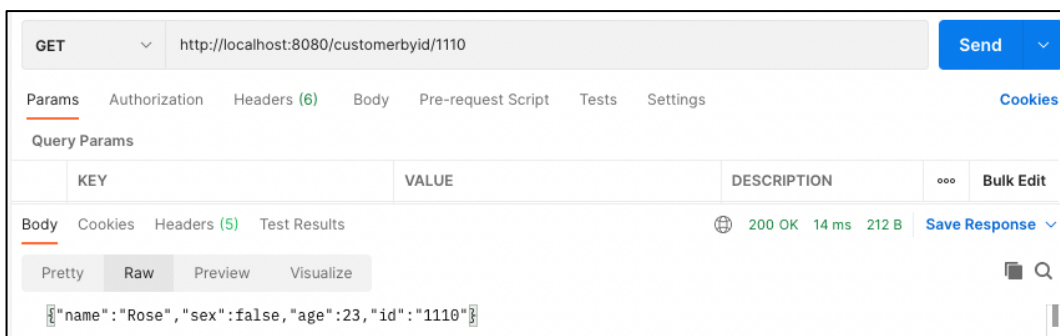 GET http://localhost:8080/customerbyid/1110 Send
Params Authorization Headers (6) Body Pre-request Script Tests Settings Cookies
Query Params
KEY VALUE DESCRIPTION ooo Bulk Edit
Body Cookies Headers (5) Test Results 200 OK 14 ms 212 B Save Response
Pretty Raw Preview Visualize
{"name":"Rose","sex":false,"age":23,"id":"1110"}